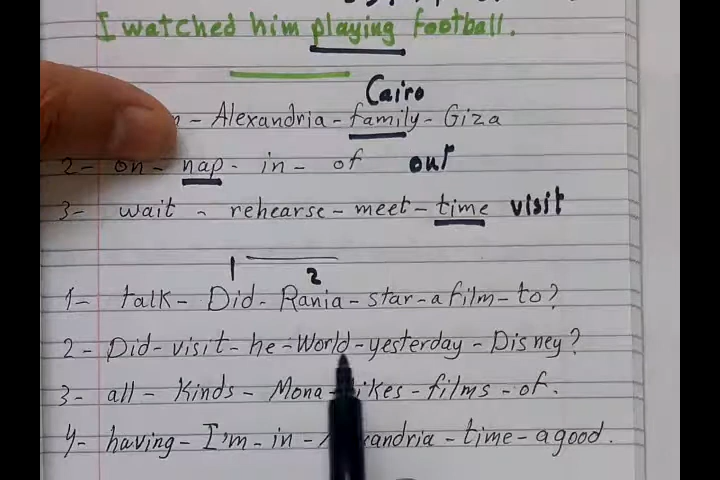 I watched him playing football.
Cairo
- Alexandria - family - Giza
2- on - nap - in - of out
3- wait - rehearse - meet - time visit
1 2
1- talk - Did - Rania - star - a film - to?
2- Did - visit - he - World - yesterday - Disney?
3- all - Kinds - Mona - likes - films - of.
4- having - I'm - in - Alexandria - time - a good.